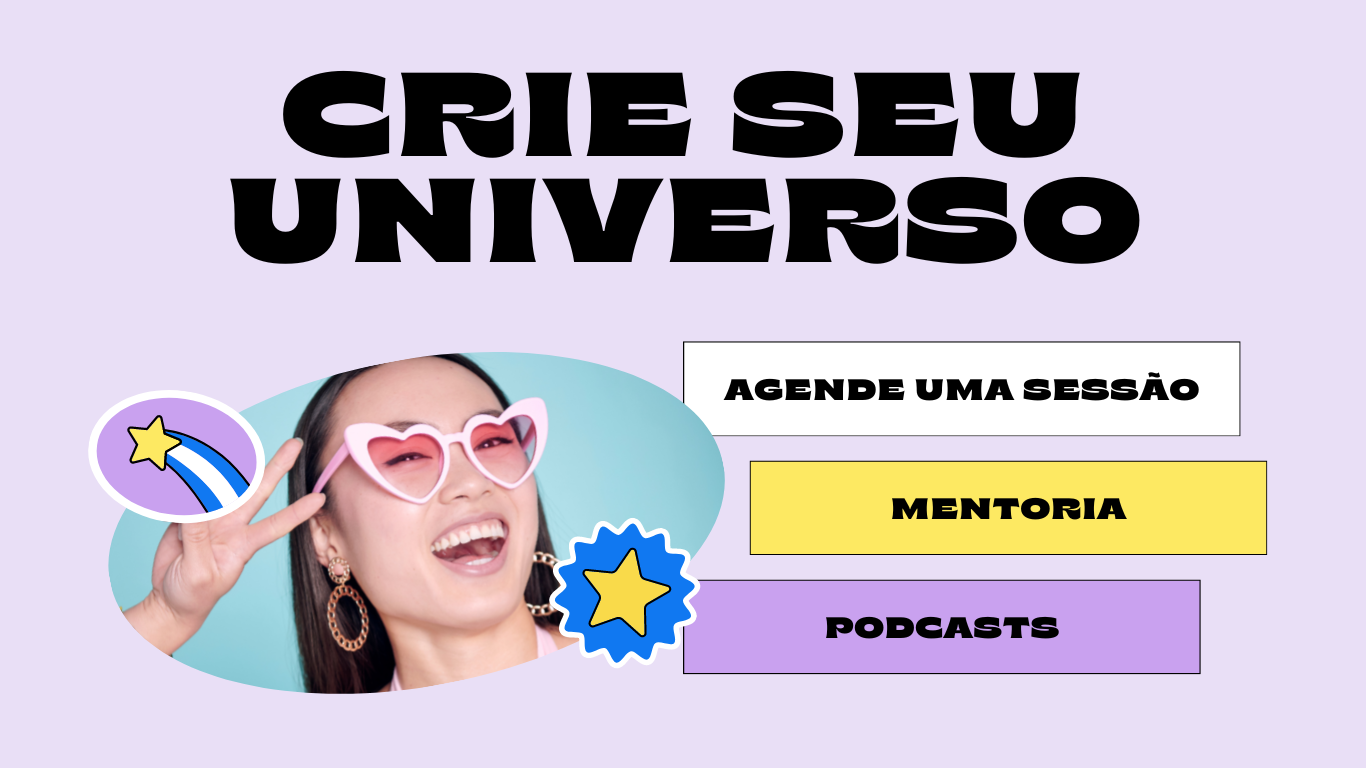 CRIE SEU
UNIVERSO
AGENDE UMA SESSÃO
MENTORIA
PODCASTS